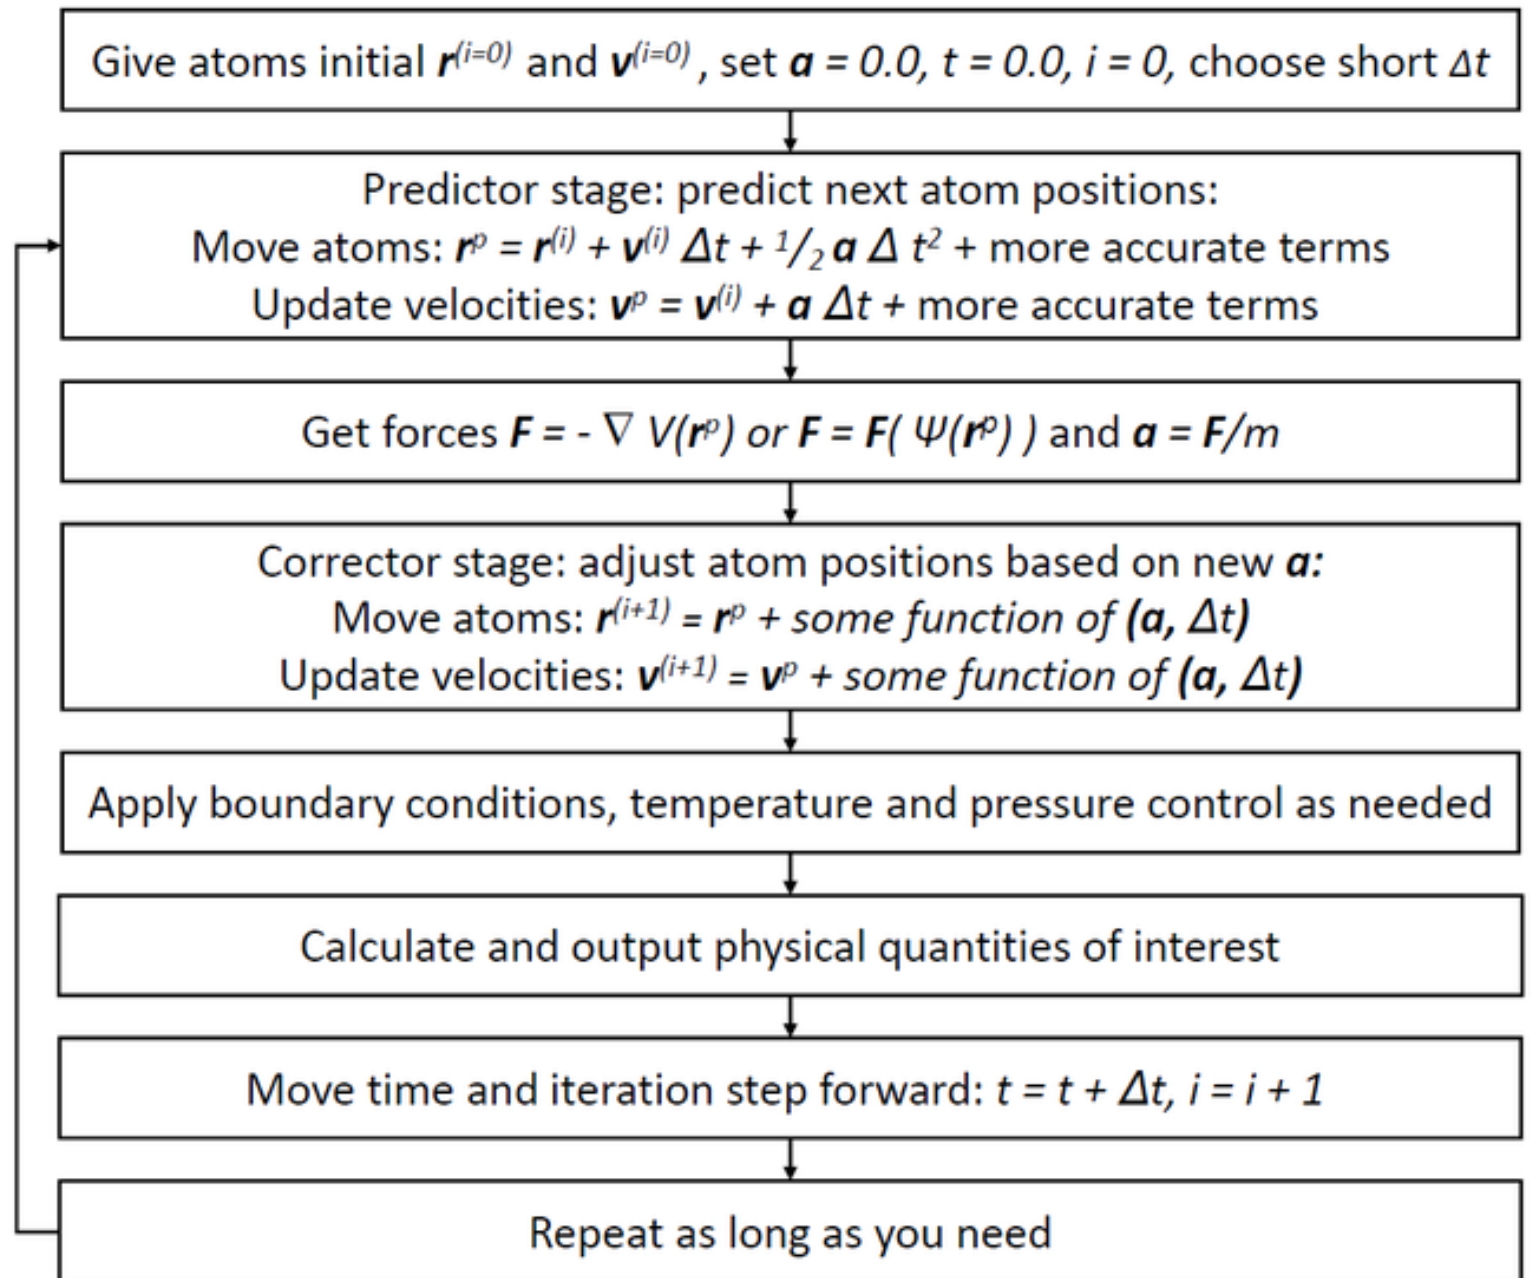 Give atoms initial r⁽ⁱ⁼⁰⁾ and v⁽ⁱ⁼⁰⁾ , set a = 0.0, t = 0.0, i = 0, choose short Δt
Predictor stage: predict next atom positions:
Move atoms: rᵖ = r⁽ⁱ⁾ + v⁽ⁱ⁾ Δt + ¹/₂ a Δ t² + more accurate terms
Update velocities: vᵖ = v⁽ⁱ⁾ + a Δt + more accurate terms
Get forces F = - ∇ V(rᵖ) or F = F( Ψ(rᵖ) ) and a = F/m
Corrector stage: adjust atom positions based on new a:
Move atoms: r⁽ⁱ⁺¹⁾ = rᵖ + some function of (a, Δt)
Update velocities: v⁽ⁱ⁺¹⁾ = vᵖ + some function of (a, Δt)
Apply boundary conditions, temperature and pressure control as needed
Calculate and output physical quantities of interest
Move time and iteration step forward: t = t + Δt, i = i + 1
Repeat as long as you need